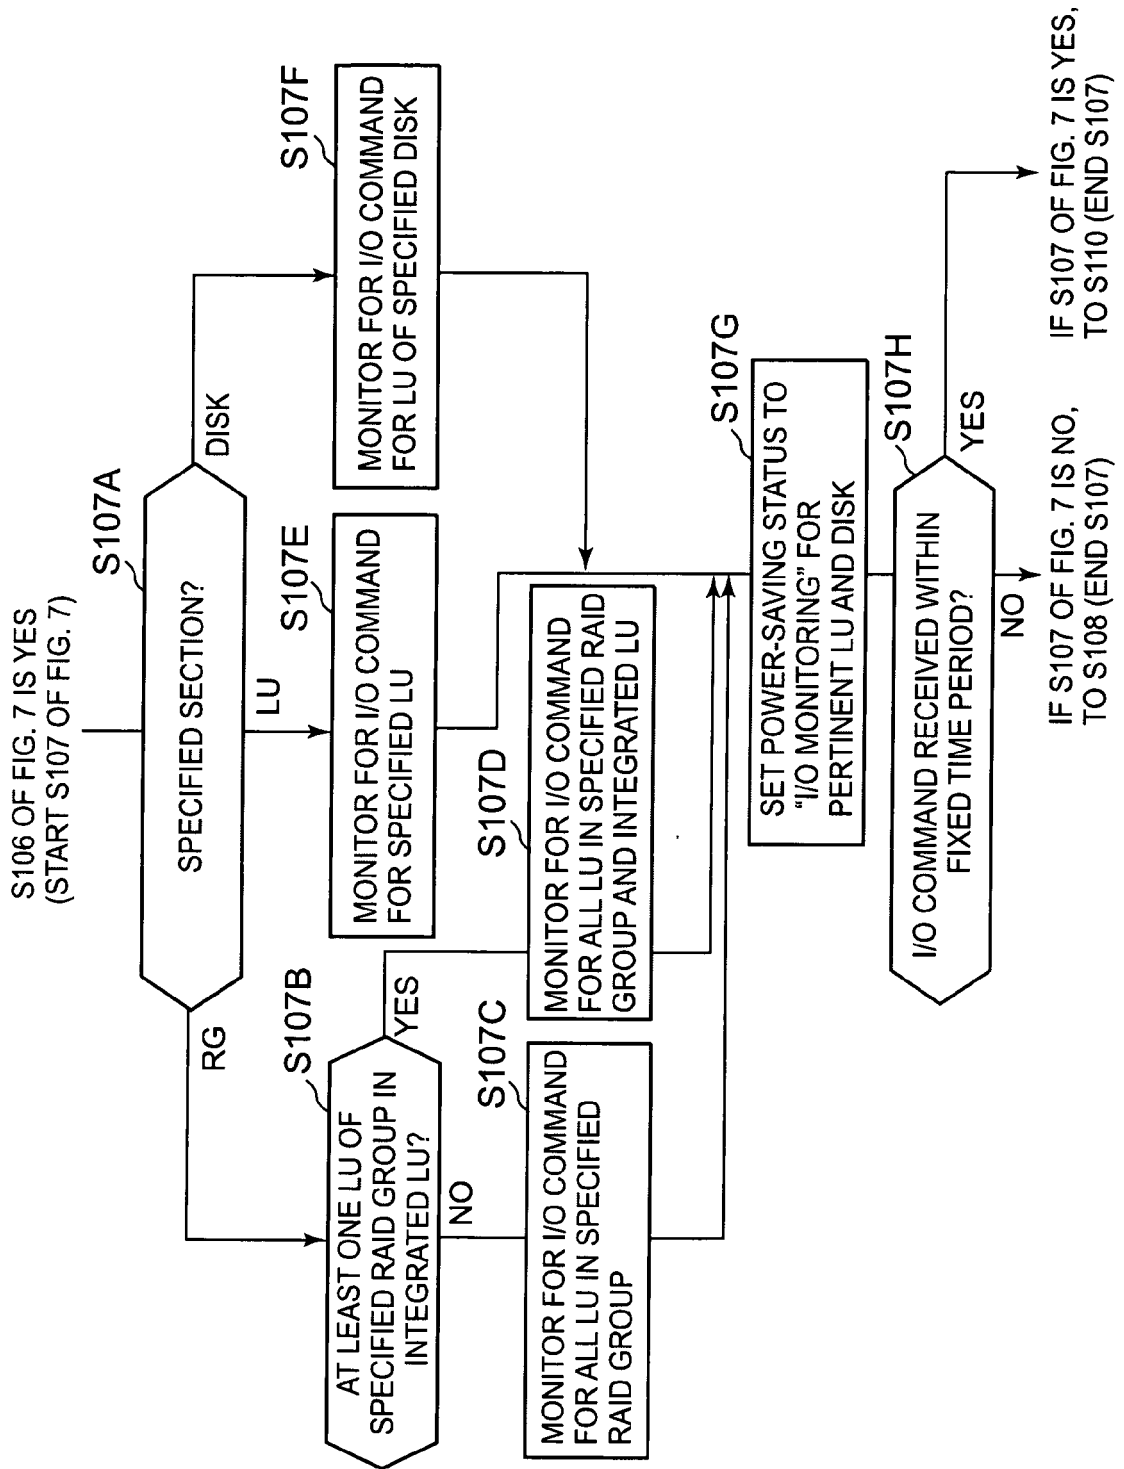 S106 OF FIG. 7 IS YES
(START S107 OF FIG. 7)
S107A
SPECIFIED SECTION?
RG
LU
DISK
S107B
AT LEAST ONE LU OF
SPECIFIED RAID GROUP IN
INTEGRATED LU?
YES
NO
S107E
MONITOR FOR I/O COMMAND
FOR SPECIFIED LU
S107F
MONITOR FOR I/O COMMAND
FOR LU OF SPECIFIED DISK
S107C
MONITOR FOR I/O COMMAND
FOR ALL LU IN SPECIFIED
RAID GROUP
S107D
MONITOR FOR I/O COMMAND
FOR ALL LU IN SPECIFIED RAID
GROUP AND INTEGRATED LU
S107G
SET POWER-SAVING STATUS TO
"I/O MONITORING" FOR
PERTINENT LU AND DISK
S107H
I/O COMMAND RECEIVED WITHIN
FIXED TIME PERIOD?
YES
NO
IF S107 OF FIG. 7 IS NO,
TO S108 (END S107)
IF S107 OF FIG. 7 IS YES,
TO S110 (END S107)